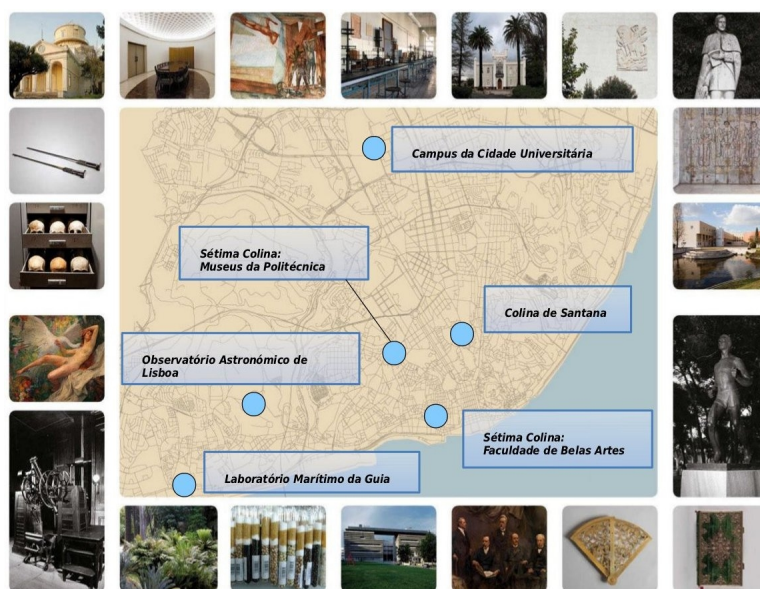 Campus da Cidade Universitária
Sétima Colina:
Museus da Politécnica
Colina de Santana
Observatório Astronómico de
Lisboa
Sétima Colina:
Faculdade de Belas Artes
Laboratório Marítimo da Guia